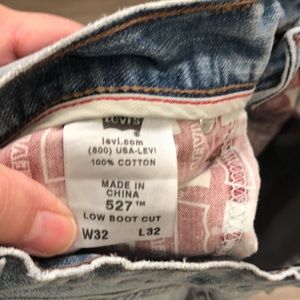 LEVI'S
levi.com
(800) USA-LEVI
100% COTTON
MADE IN
CHINA
527™
LOW BOOT CUT
W32 L32